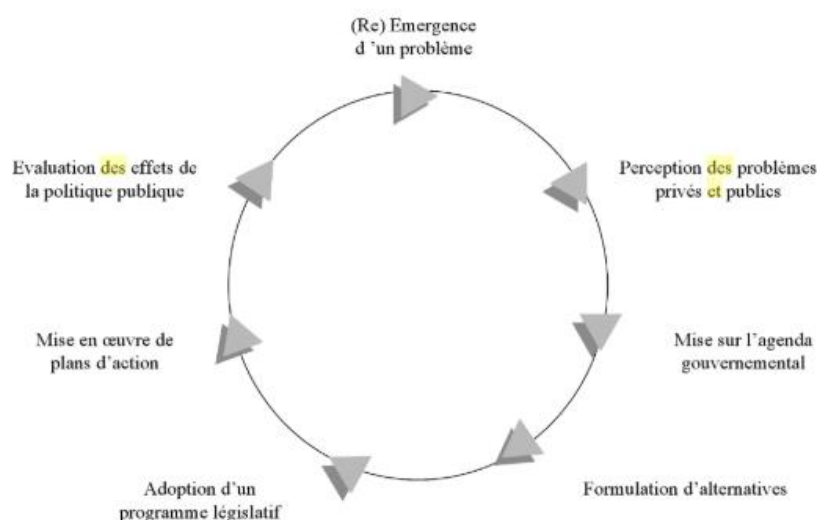 (Re) Emergence
d ’un problème
Evaluation des effets de
la politique publique
Perception des problèmes
privés et publics
Mise en œuvre de
plans d’action
Mise sur l’agenda
gouvernemental
Adoption d’un
programme législatif
Formulation d’alternatives